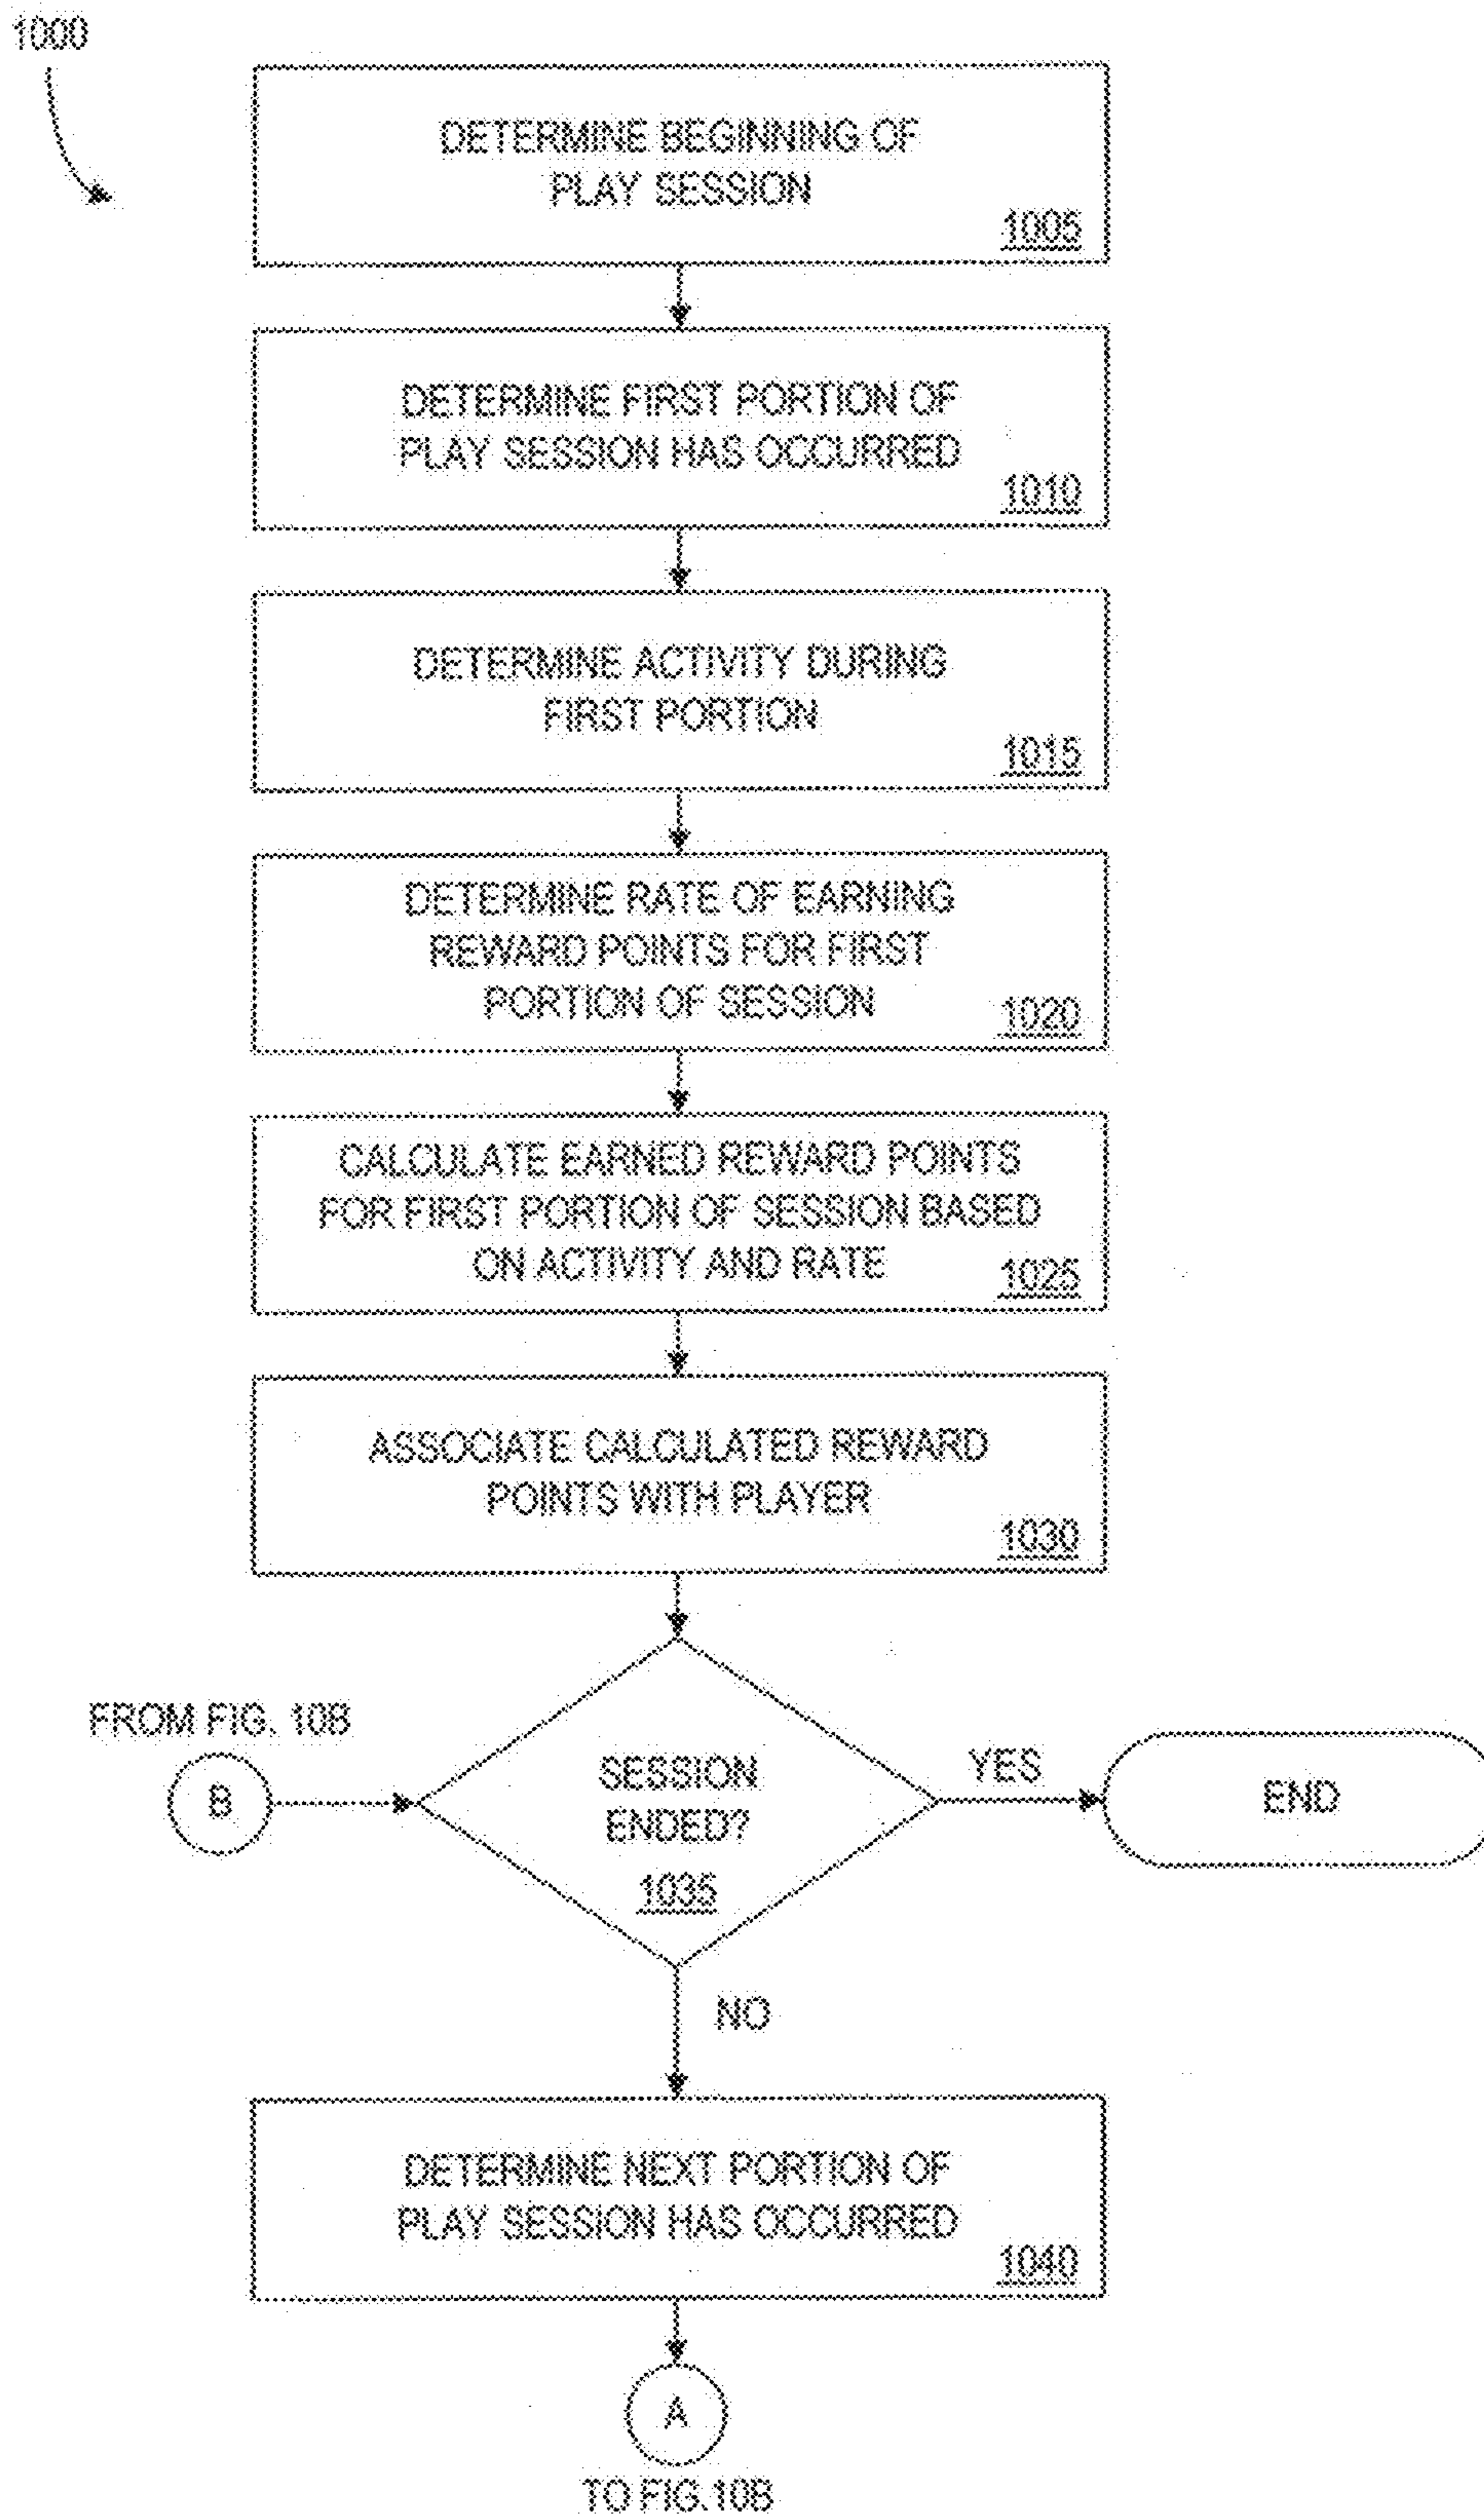 1000
DETERMINE BEGINNING OF
PLAY SESSION
1005
DETERMINE FIRST PORTION OF
PLAY SESSION HAS OCCURRED
1010
DETERMINE ACTIVITY DURING
FIRST PORTION
1015
DETERMINE RATE OF EARNING
REWARD POINTS FOR FIRST
PORTION OF SESSION
1020
CALCULATE EARNED REWARD POINTS
FOR FIRST PORTION OF SESSION BASED
ON ACTIVITY AND RATE
1025
ASSOCIATE CALCULATED REWARD
POINTS WITH PLAYER
1030
FROM FIG. 10B
B
SESSION
ENDED?
1035
YES
END
NO
DETERMINE NEXT PORTION OF
PLAY SESSION HAS OCCURRED
1040
A
TO FIG.10B